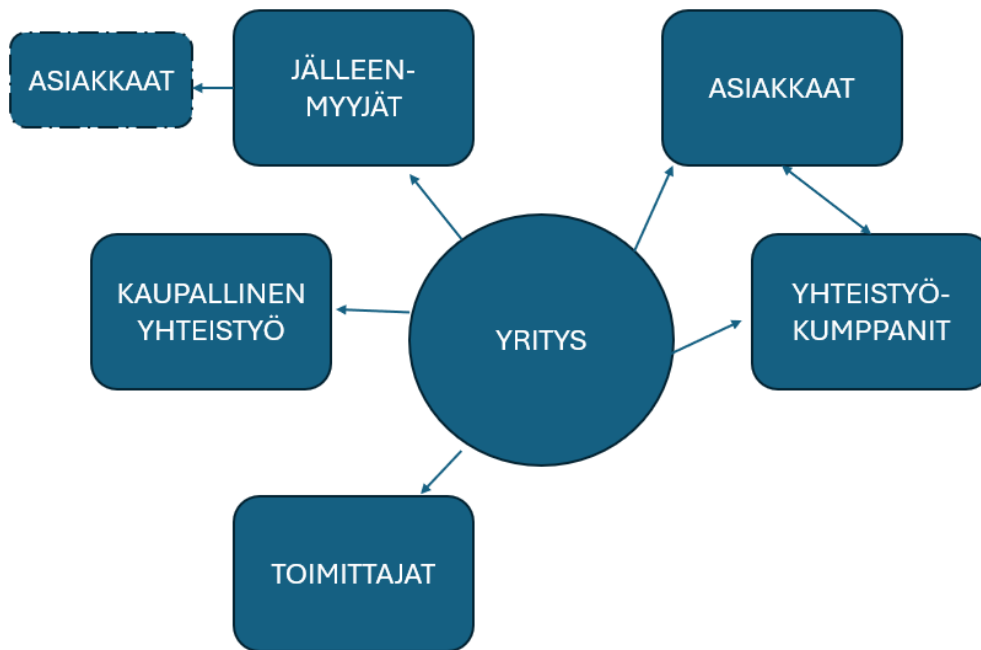 ASIAKKAAT
JÄLLEEN-
MYYJÄT
ASIAKKAAT
KAUPALLINEN
YHTEISTYÖ
YRITYS
YHTEISTYÖ-
KUMPPANIT
TOIMITTAJAT